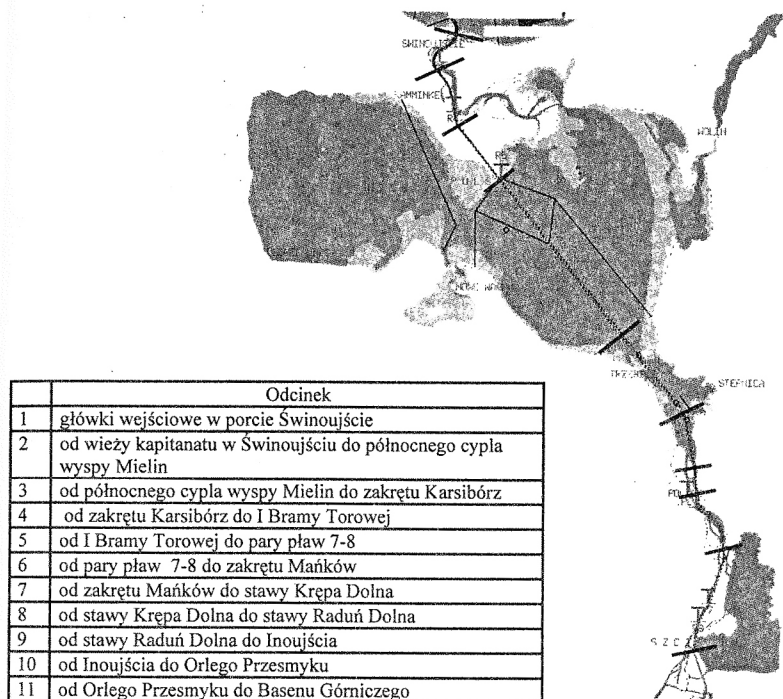 WOLIN
STEPNICA
Odcinek
1 główki wejściowe w porcie Świnoujście
2 od wieży kapitanatu w Świnoujściu do północnego cypla
wyspy Mielin
3 od północnego cypla wyspy Mielin do zakrętu Karsibórz
4 od zakrętu Karsibórz do I Bramy Torowej
5 od I Bramy Torowej do pary pław 7-8
6 od pary pław 7-8 do zakrętu Mańków
7 od zakrętu Mańków do stawy Krępa Dolna
8 od stawy Krępa Dolna do stawy Raduń Dolna
9 od stawy Raduń Dolna do Inoujścia
10 od Inoujścia do Orlego Przesmyku
11 od Orlego Przesmyku do Basenu Górniczego